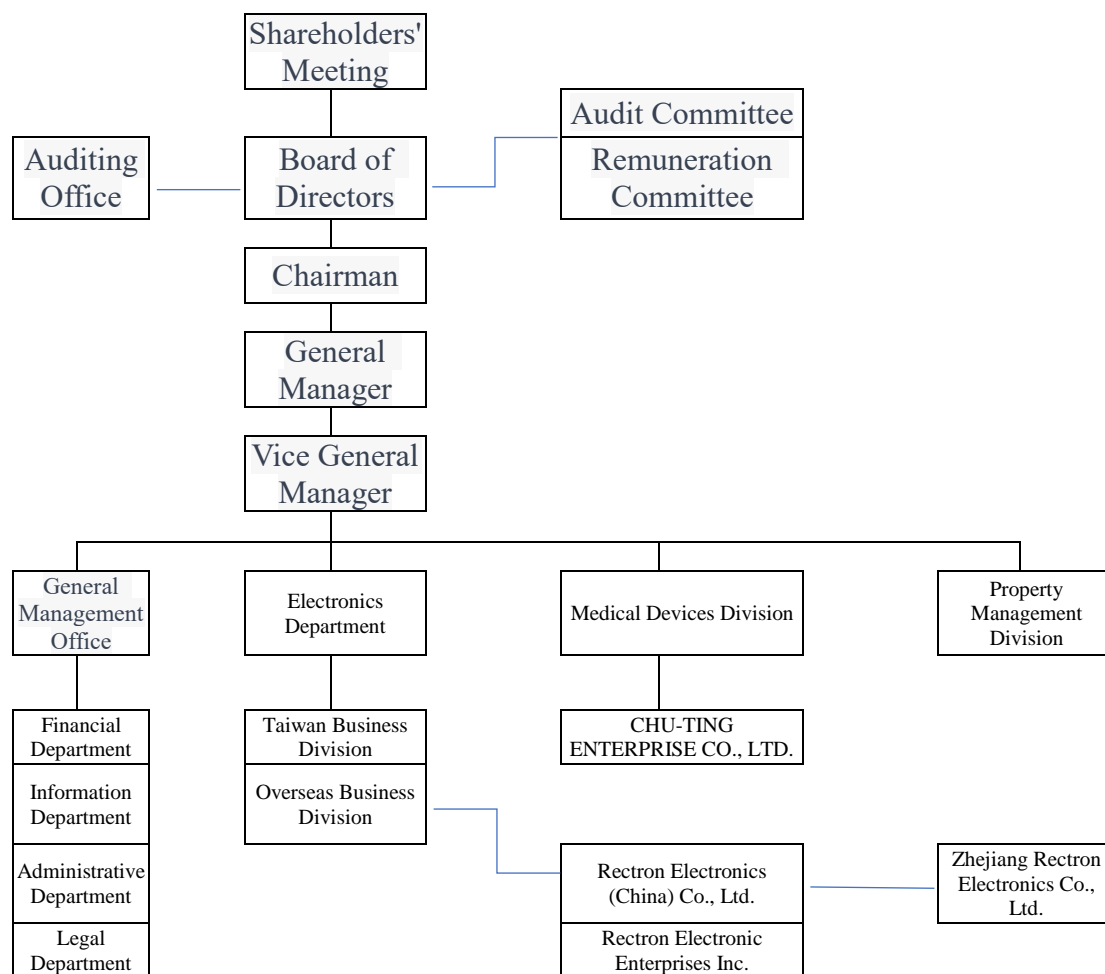 Shareholders'
Meeting
Audit Committee
Auditing
Office
Board of
Directors
Remuneration
Committee
Chairman
General
Manager
Vice General
Manager
General
Management
Office
Electronics
Department
Medical Devices Division
Property
Management
Division
Financial
Department
Taiwan Business
Division
CHU-TING
ENTERPRISE CO., LTD.
Information
Department
Overseas Business
Division
Administrative
Department
Rectron Electronics
(China) Co., Ltd.
Zhejiang Rectron
Electronics Co.,
Ltd.
Legal
Department
Rectron Electronic
Enterprises Inc.